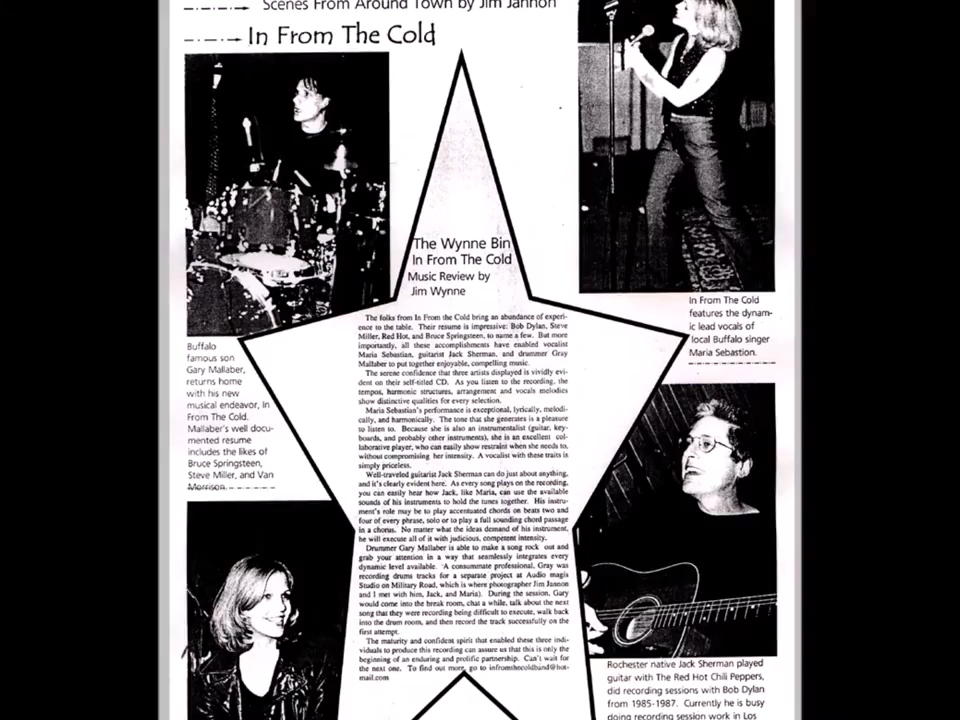 Scenes From Around Town by Jim Jannon
In From The Cold
The Wynne Bin
In From The Cold
Music Review by
Jim Wynne
The folks from In From the Cold bring an abundance of experi-
ence to the table. Their resume is impressive: Bob Dylan, Steve
Miller, Red Hot, and Bruce Springsteen, to name a few. But more
importantly, all these accomplishments have enabled vocalist
Maria Sebastian, guitarist Jack Sherman, and drummer Gray
Mallaber to put together enjoyable, compelling music.
The serene confidence that three artists displayed is vividly evi-
dent on their self-titled CD. As you listen to the recording, the
tempos, harmonic structures, arrangement and vocals melodies
show distinctive qualities for every selection.
Maria Sebastian's performance is exceptional, lyrically, melodi-
cally, and harmonically. The tone that she generates is a pleasure
to listen to. Because she is also an instrumentalist (guitar, key-
boards, and probably other instruments), she is an excellent col-
laborative player, who can easily show restraint when she needs to,
without compromising her intensity. A vocalist with these traits is
simply priceless.
Well-traveled guitarist Jack Sherman can do just about anything,
and it's clearly evident here. As every song plays on the recording,
you can easily hear how Jack, like Maria, can use the available
sounds of his instruments to hold the tunes together. His instru-
ment's role may be to play accentuated chords on beats two and
four of every phrase, solo or to play a full sounding chord passage
in a chorus. No matter what the ideas demand of his instrument,
he will execute all of it with judicious, competent intensity.
Drummer Gary Mallaber is able to make a song rock out and
grab your attention in a way that seamlessly integrates every
dynamic level available. A consummate professional, Gray was
recording drums tracks for a separate project at Audio magis
Studio on Military Road, which is where photographer Jim Jannon
and I met with him, Jack, and Maria). During the session, Gary
would come into the break room, chat a while, talk about the next
song that they were recording being difficult to execute, walk back
into the drum room, and then record the track successfully on the
first attempt.
The maturity and confident spirit that enabled these three indi-
viduals to produce this recording can assure us that this is only the
beginning of an enduring and prolific partnership. Can't wait for
the next one. To find out more, go to infromthecoldband@hot-
mail.com
Buffalo
famous son
Gary Mallaber,
returns home
with his new
musical endeavor, In
From The Cold.
Mallaber's well docu-
mented resume
includes the likes of
Bruce Springsteen,
Steve Miller, and Van
Morrison.
In From The Cold
features the dynam-
ic lead vocals of
local Buffalo singer
Maria Sebastion.
Rochester native Jack Sherman played
guitar with The Red Hot Chili Peppers,
did recording sessions with Bob Dylan
from 1985-1987. Currently he is busy
doing recording session work in Los